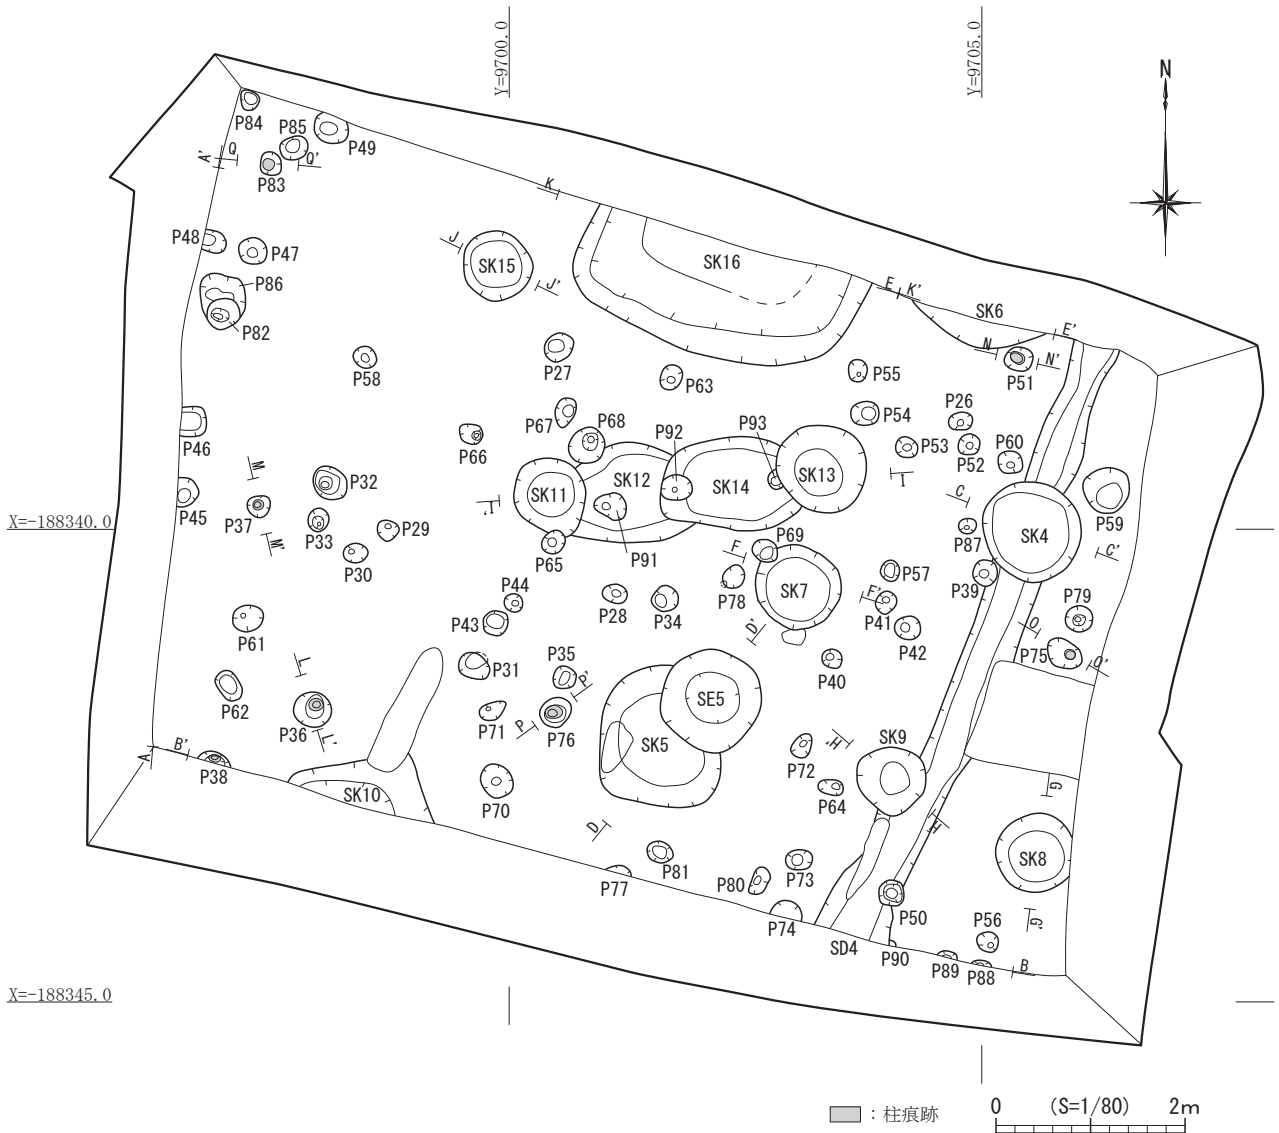 Y=9700.0
Y=9705.0
N
P84
P85
P49
A'
Q
Q'
P83
K
P48
P47
J
SK15
SK16
J'
P86
P82
E
K'
SK6
E'
N
N'
P51
P58
P27
P63
P55
P54
P26
P67
P68
P92
P93
P53
P52
P60
P46
P66
SK12
SK14
SK13
I
M
P32
SK11
I'
C
P45
P37
P33
P29
P59
X=-188340.0
M'
P30
P65
P91
F
P69
P87
SK4
C'
P44
P28
P34
P78
SK7
P57
P39
F'
P41
P79
P61
P43
D'
P42
O
P75
O'
L
P31
P35
P'
P40
P62
P36
L'
P71
P
P76
SE5
SK5
P72
H'
SK9
A
B'
P38
SK10
P70
P64
G
D
H
P81
P73
SK8
P77
P80
P74
P50
G'
P56
SD4
P90
P89
P88
B
X=-188345.0
：柱痕跡
0
(S=1/80)
2m